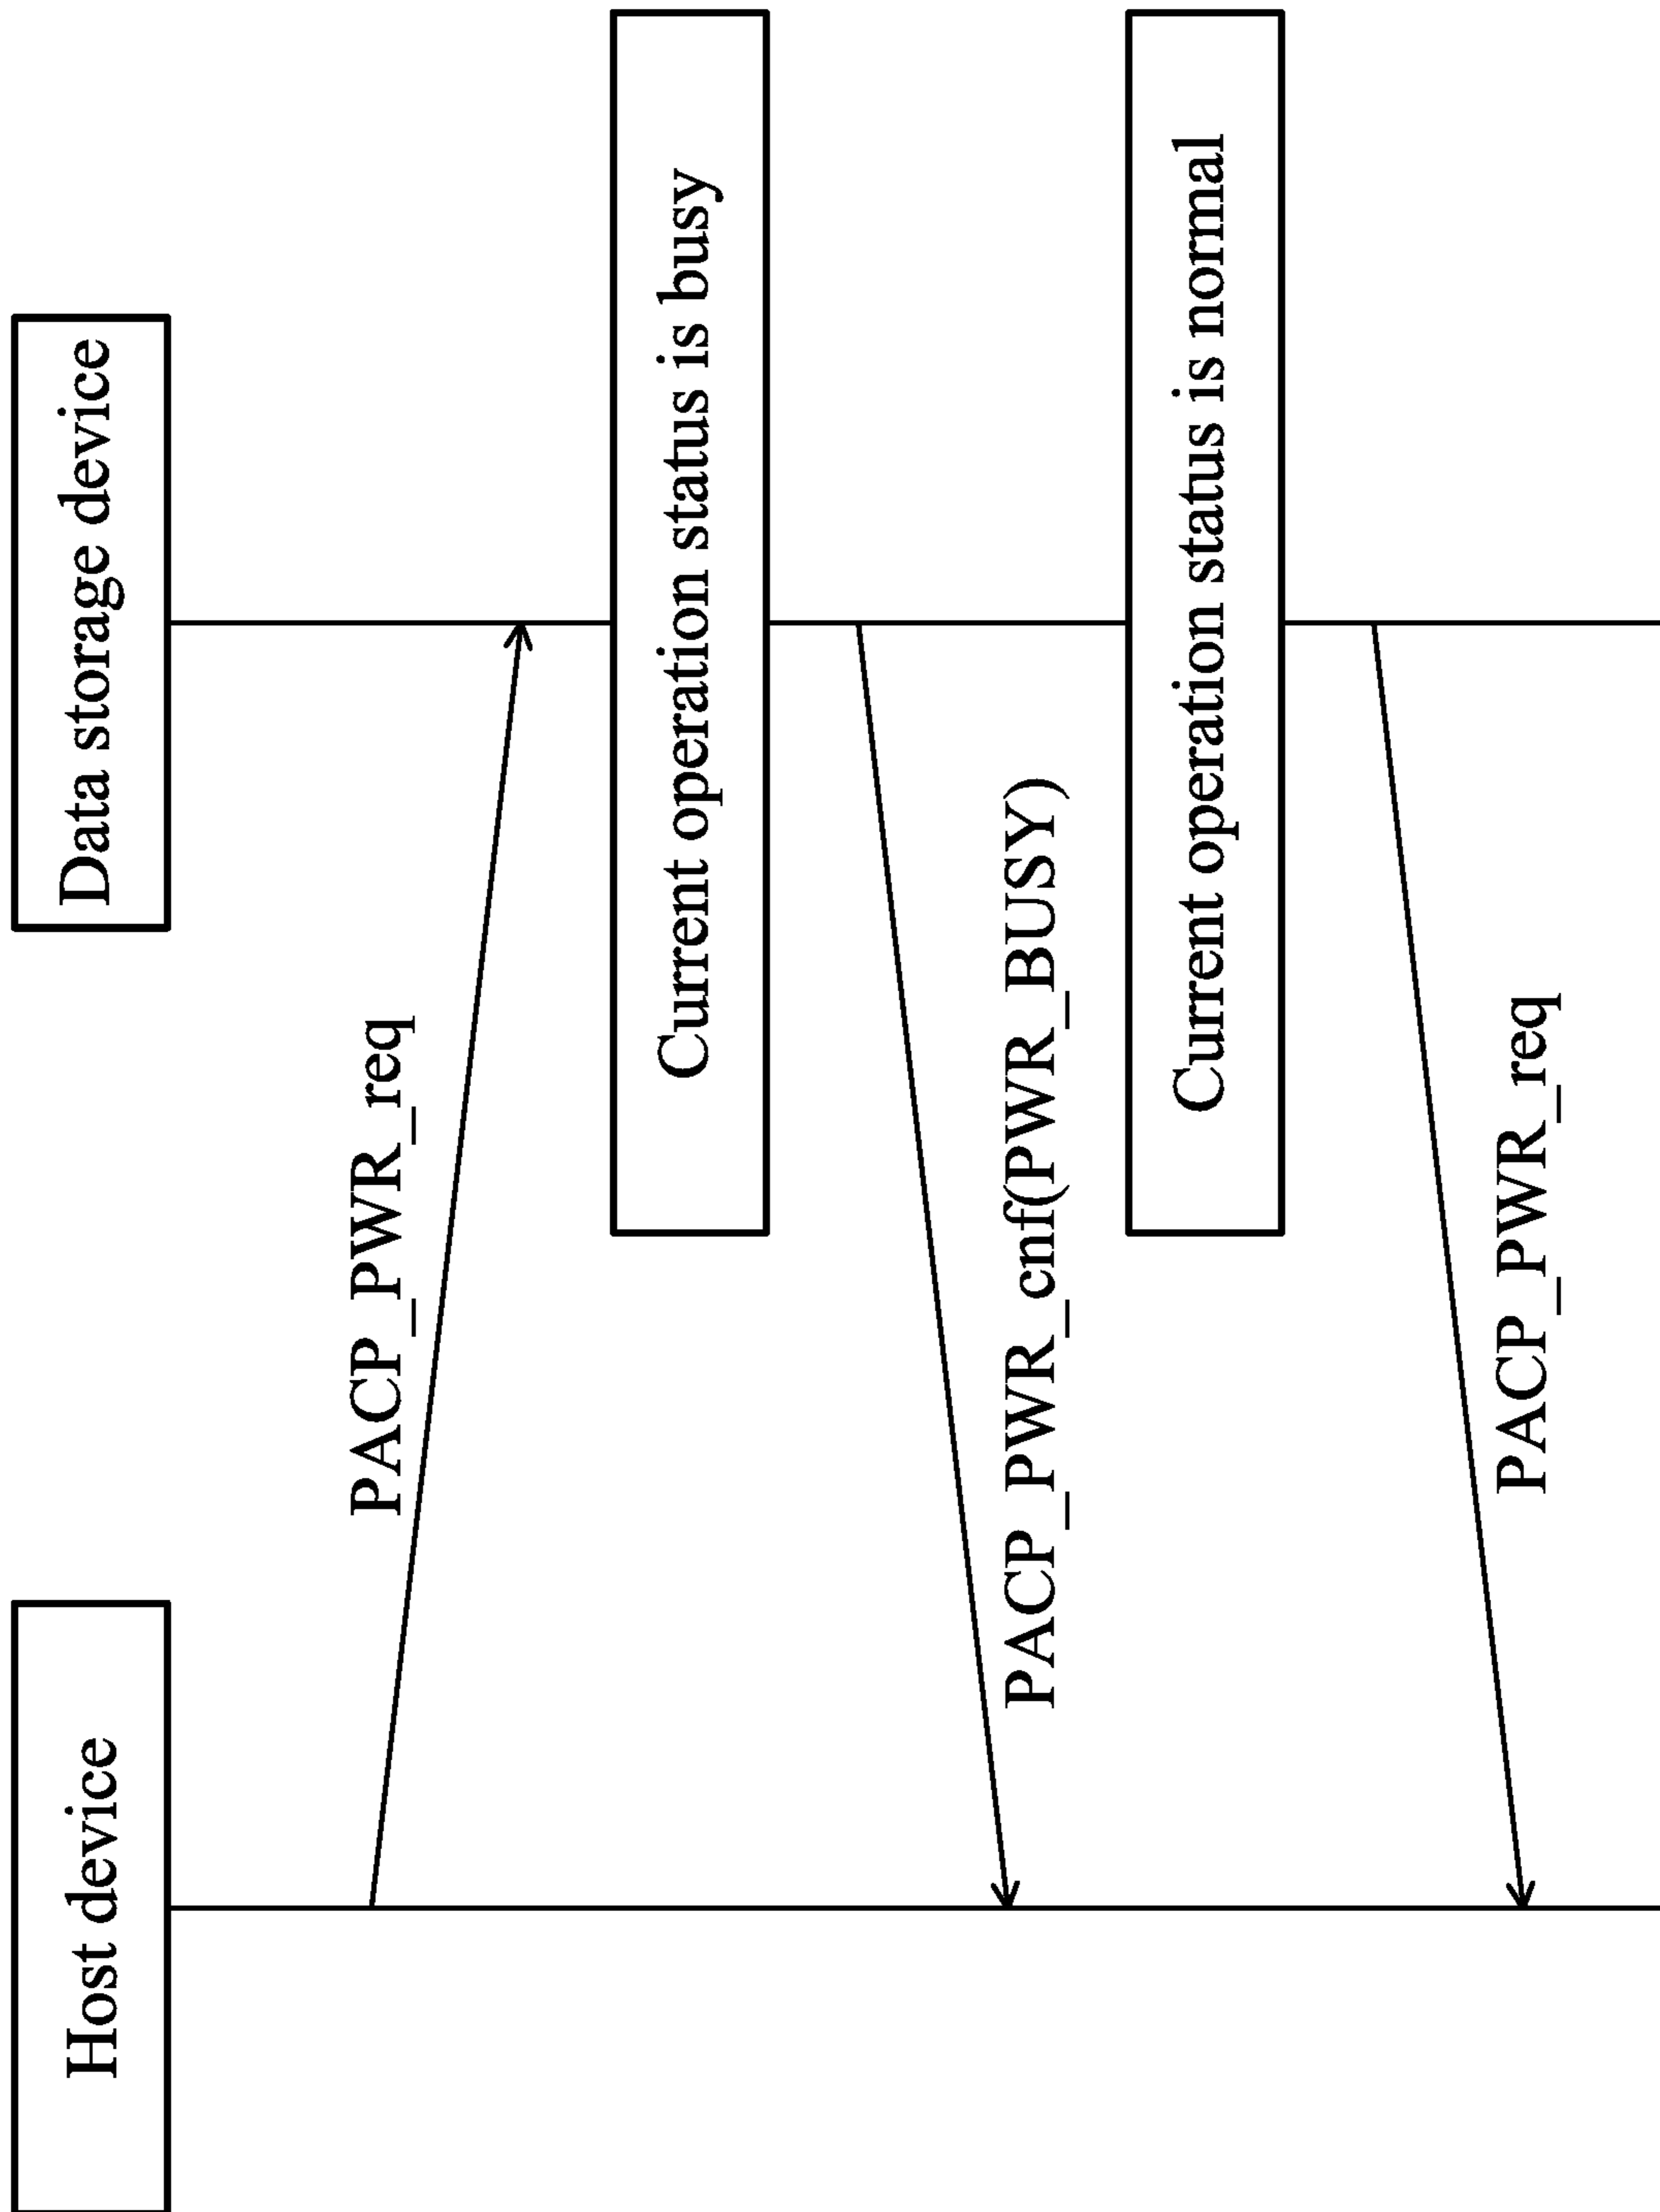 Host device
Data storage device
PACP_PWR_req
Current operation status is busy
PACP_PWR_cnf(PWR_BUSY)
Current operation status is normal
PACP_PWR_req